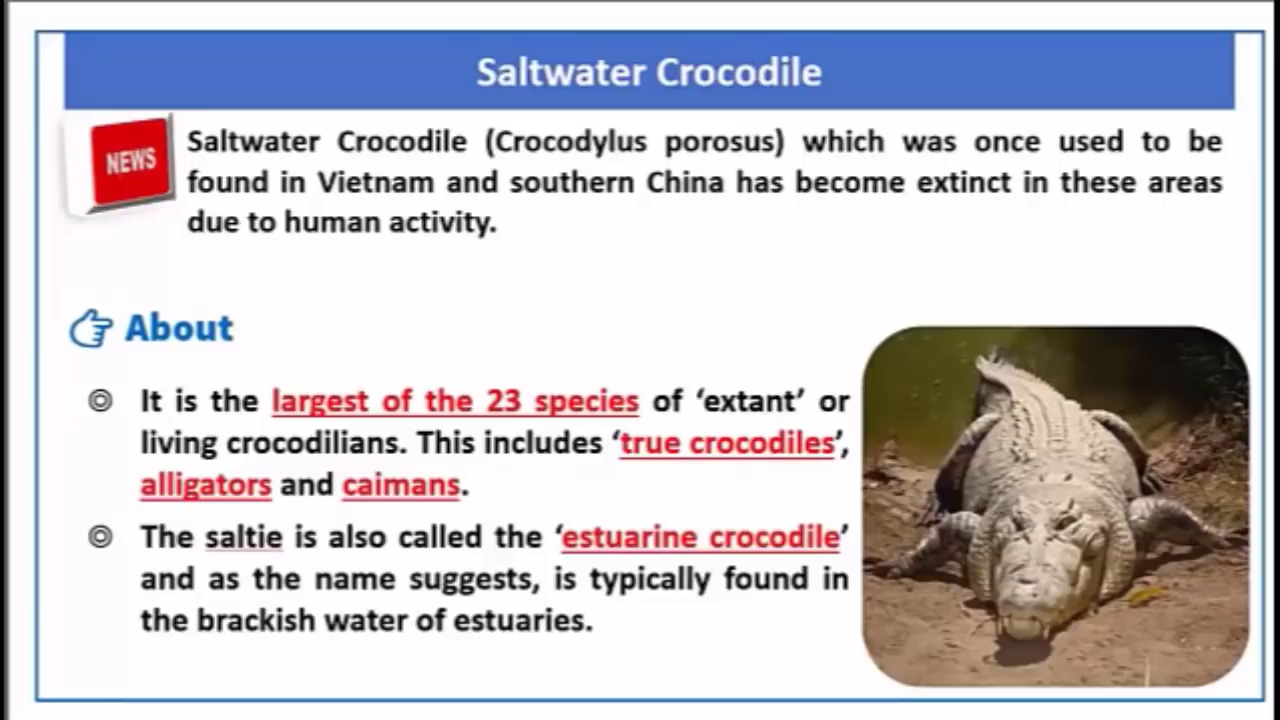 Saltwater Crocodile
NEWS
Saltwater Crocodile (Crocodylus porosus) which was once used to be
found in Vietnam and southern China has become extinct in these areas
due to human activity.
About
It is the largest of the 23 species of ‘extant’ or
living crocodilians. This includes ‘true crocodiles’,
alligators and caimans.
The saltie is also called the ‘estuarine crocodile’
and as the name suggests, is typically found in
the brackish water of estuaries.